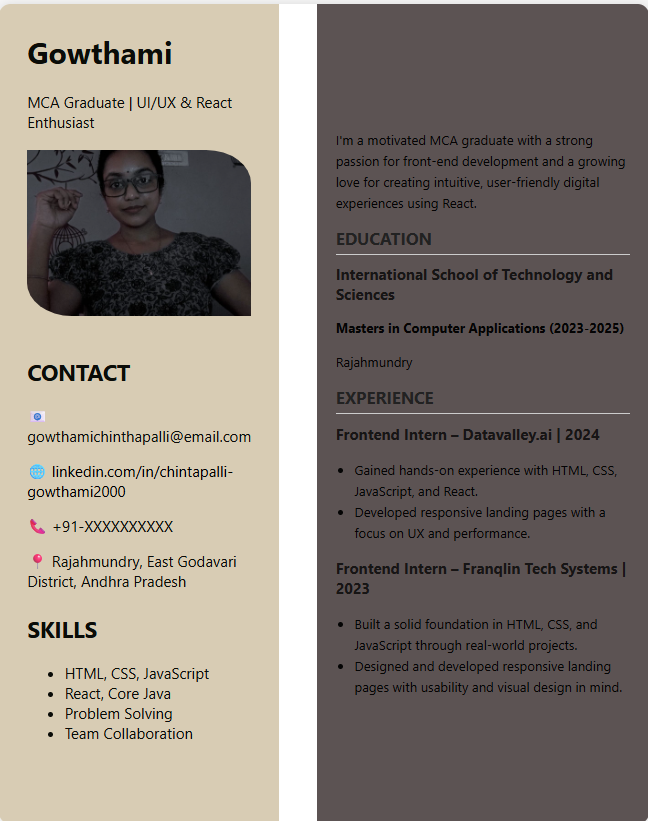 Gowthami
MCA Graduate | UI/UX & React
Enthusiast
CONTACT
gowthamichinthapalli@email.com
linkedin.com/in/chintapalli-
gowthami2000
+91-XXXXXXXXXX
Rajahmundry, East Godavari
District, Andhra Pradesh
SKILLS
• HTML, CSS, JavaScript
• React, Core Java
• Problem Solving
• Team Collaboration
I'm a motivated MCA graduate with a strong
passion for front-end development and a growing
love for creating intuitive, user-friendly digital
experiences using React.
EDUCATION
International School of Technology and
Sciences
Masters in Computer Applications (2023-2025)
Rajahmundry
EXPERIENCE
Frontend Intern – Datavalley.ai | 2024
• Gained hands-on experience with HTML, CSS,
JavaScript, and React.
• Developed responsive landing pages with a
focus on UX and performance.
Frontend Intern – Franqlin Tech Systems |
2023
• Built a solid foundation in HTML, CSS, and
JavaScript through real-world projects.
• Designed and developed responsive landing
pages with usability and visual design in mind.